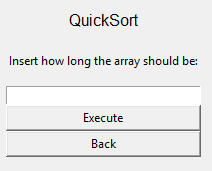 QuickSort
Insert how long the array should be:
Execute
Back